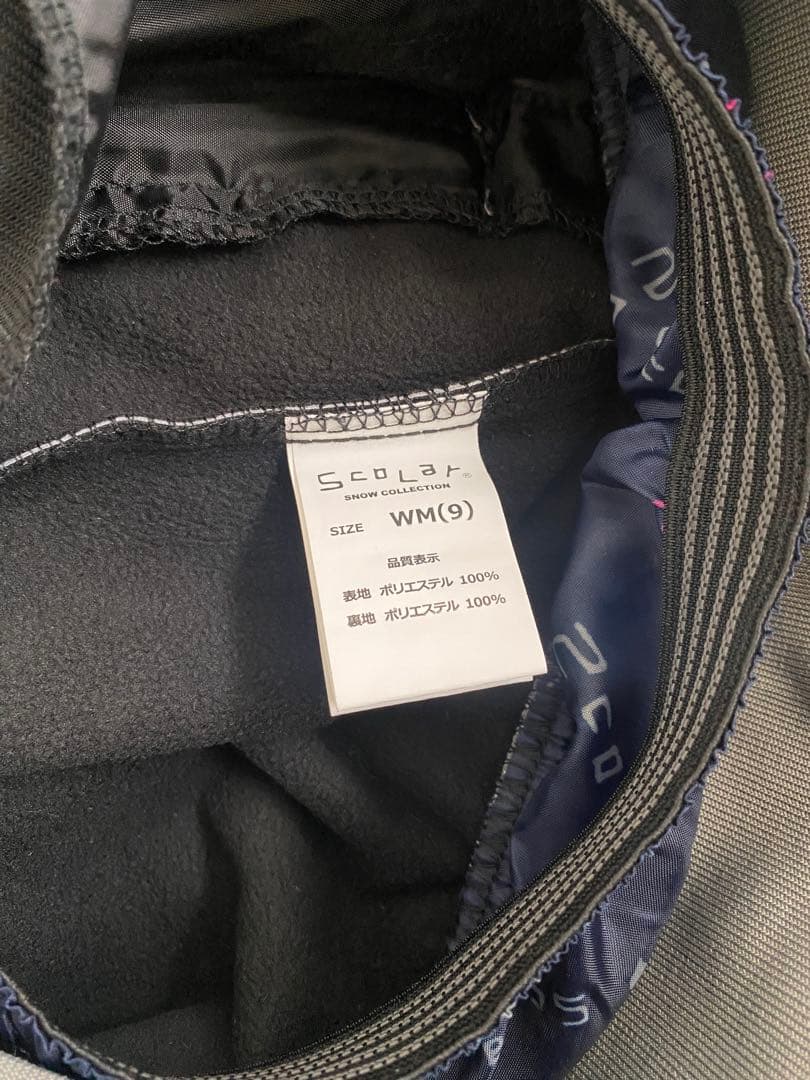 ScoLar®
SNOW COLLECTION
SIZE WM(9)
品質表示
表地 ポリエステル 100%
裏地 ポリエステル 100%
Sco